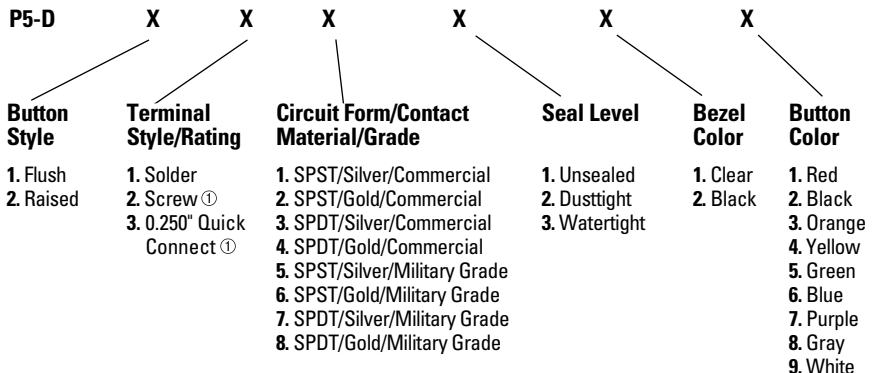 P5-D X X X X X X
Button Style
1. Flush
2. Raised
Terminal Style/Rating
1. Solder
2. Screw ①
3. 0.250" Quick
Connect ①
Circuit Form/Contact
Material/Grade
1. SPST/Silver/Commercial
2. SPST/Gold/Commercial
3. SPDT/Silver/Commercial
4. SPDT/Gold/Commercial
5. SPST/Silver/Military Grade
6. SPST/Gold/Military Grade
7. SPDT/Silver/Military Grade
8. SPDT/Gold/Military Grade
Seal Level
1. Unsealed
2. Dusttight
3. Watertight
Bezel
Color
1. Clear
2. Black
Button
Color
1. Red
2. Black
3. Orange
4. Yellow
5. Green
6. Blue
7. Purple
8. Gray
9. White